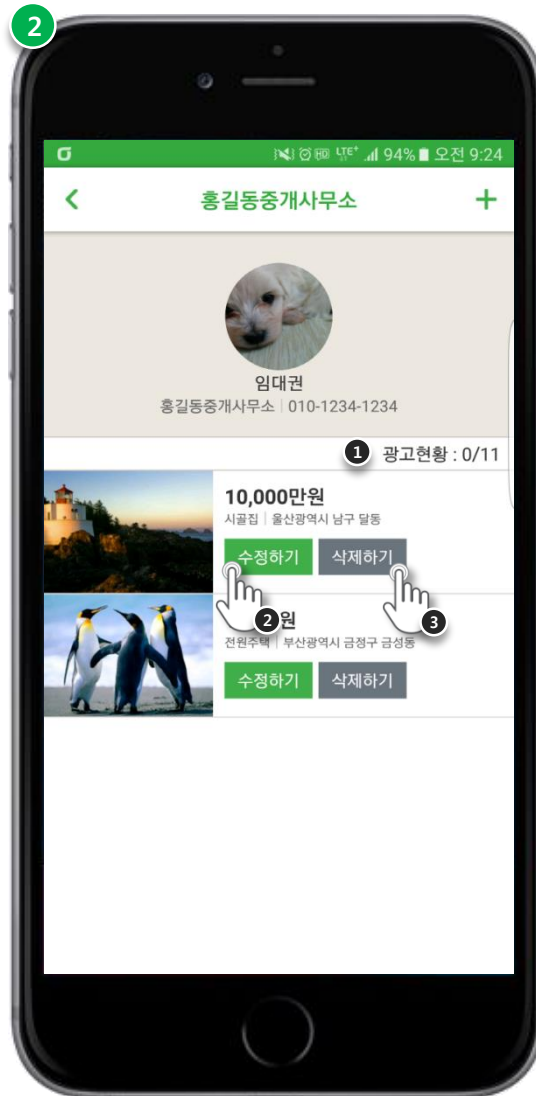 2
LTE+ 94% 오전 9:24
홍길동중개사무소
임대권
홍길동중개사무소 | 010-1234-1234
1 광고현황 : 0/11
10,000만원
시골집 | 울산광역시 남구 달동
수정하기 삭제하기
2 원 3
전원주택 | 부산광역시 금정구 금성동
수정하기 삭제하기